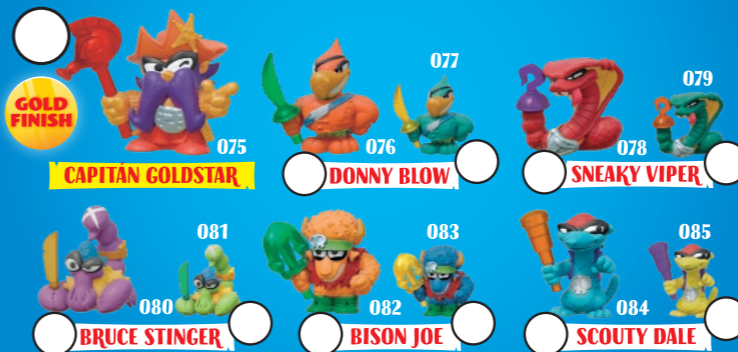 GOLD
FINISH
075
CAPITÁN GOLDSTAR
076
077
DONNY BLOW
078
079
SNEAKY VIPER
080
081
BRUCE STINGER
082
083
BISON JOE
084
085
SCOUTY DALE